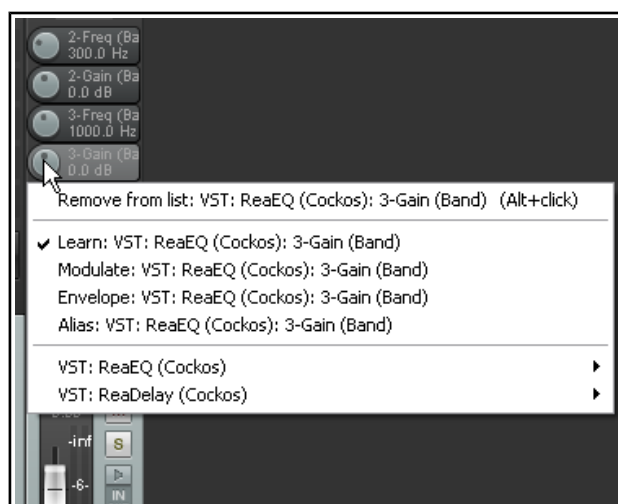 2-Freq (Ba
300.0 Hz
2-Gain (Ba
0.0 dB
3-Freq (Ba
1000.0 Hz
3-Gain (Ba
0.0 dB
Remove from list: VST: ReaEQ (Cockos): 3-Gain (Band) (Alt+click)
Learn: VST: ReaEQ (Cockos): 3-Gain (Band)
Modulate: VST: ReaEQ (Cockos): 3-Gain (Band)
Envelope: VST: ReaEQ (Cockos): 3-Gain (Band)
Alias: VST: ReaEQ (Cockos): 3-Gain (Band)
VST: ReaEQ (Cockos)
VST: ReaDelay (Cockos)
-inf
S
-6-
IN